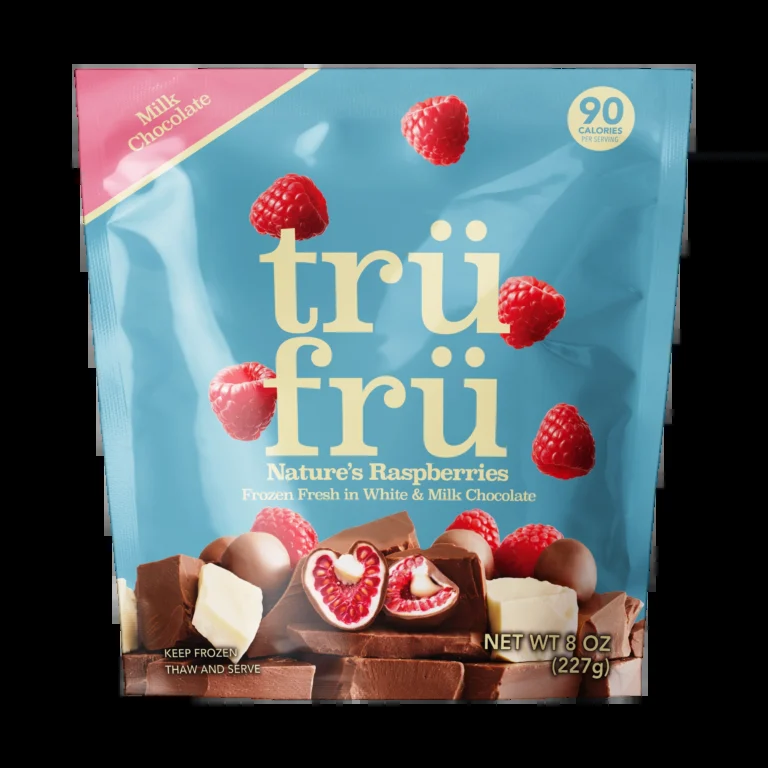 Milk
Chocolate
90
CALORIES
PER SERVING
trü
frü
Nature's Raspberries
Frozen Fresh in White & Milk Chocolate
KEEP FROZEN
THAW AND SERVE
NET WT 8 OZ
(227g)